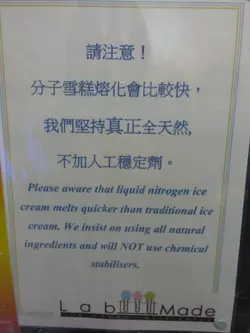 請注意！
分子雪糕熔化會比較快，
我們堅持真正全天然,
不加人工穩定劑。
Please aware that liquid nitrogen ice
cream melts quicker than traditional ice
cream. We insist on using all natural
ingredients and will NOT use chemical
stabilisers.
Lab Made